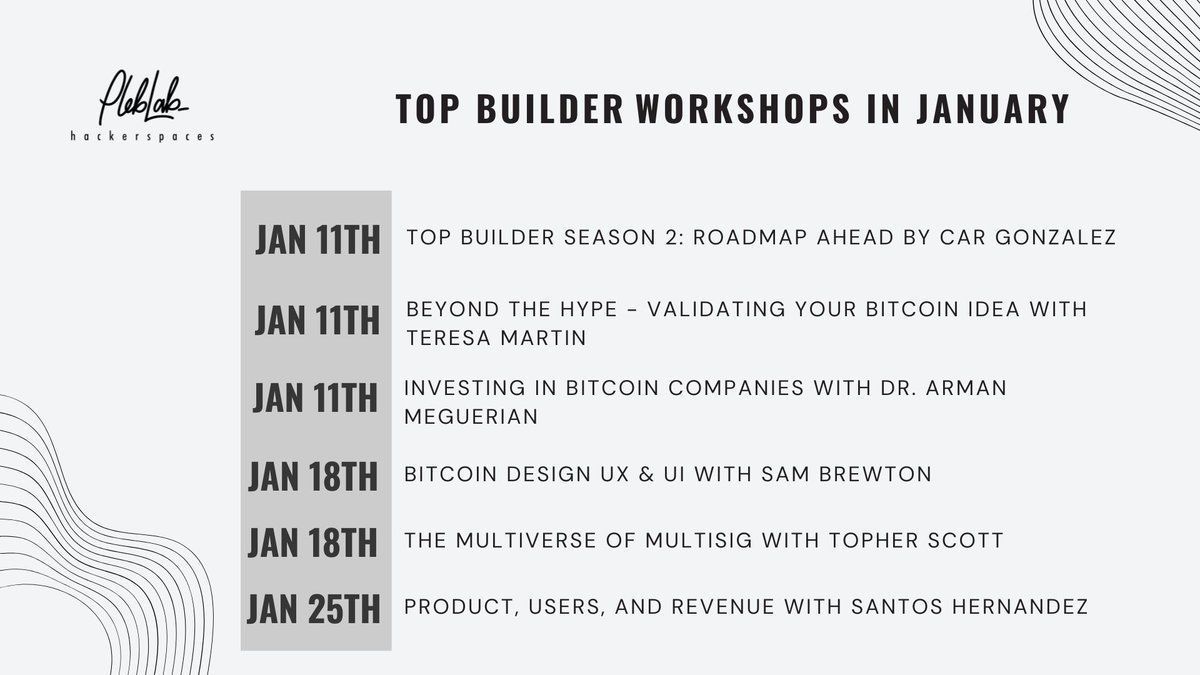 PlebLab
hackerspaces
TOP BUILDER WORKSHOPS IN JANUARY
JAN 11TH TOP BUILDER SEASON 2: ROADMAP AHEAD BY CAR GONZALEZ
JAN 11TH BEYOND THE HYPE - VALIDATING YOUR BITCOIN IDEA WITH
TERESA MARTIN
JAN 11TH INVESTING IN BITCOIN COMPANIES WITH DR. ARMAN
MEGUERIAN
JAN 18TH BITCOIN DESIGN UX & UI WITH SAM BREWTON
JAN 18TH THE MULTIVERSE OF MULTISIG WITH TOPHER SCOTT
JAN 25TH PRODUCT, USERS, AND REVENUE WITH SANTOS HERNANDEZ